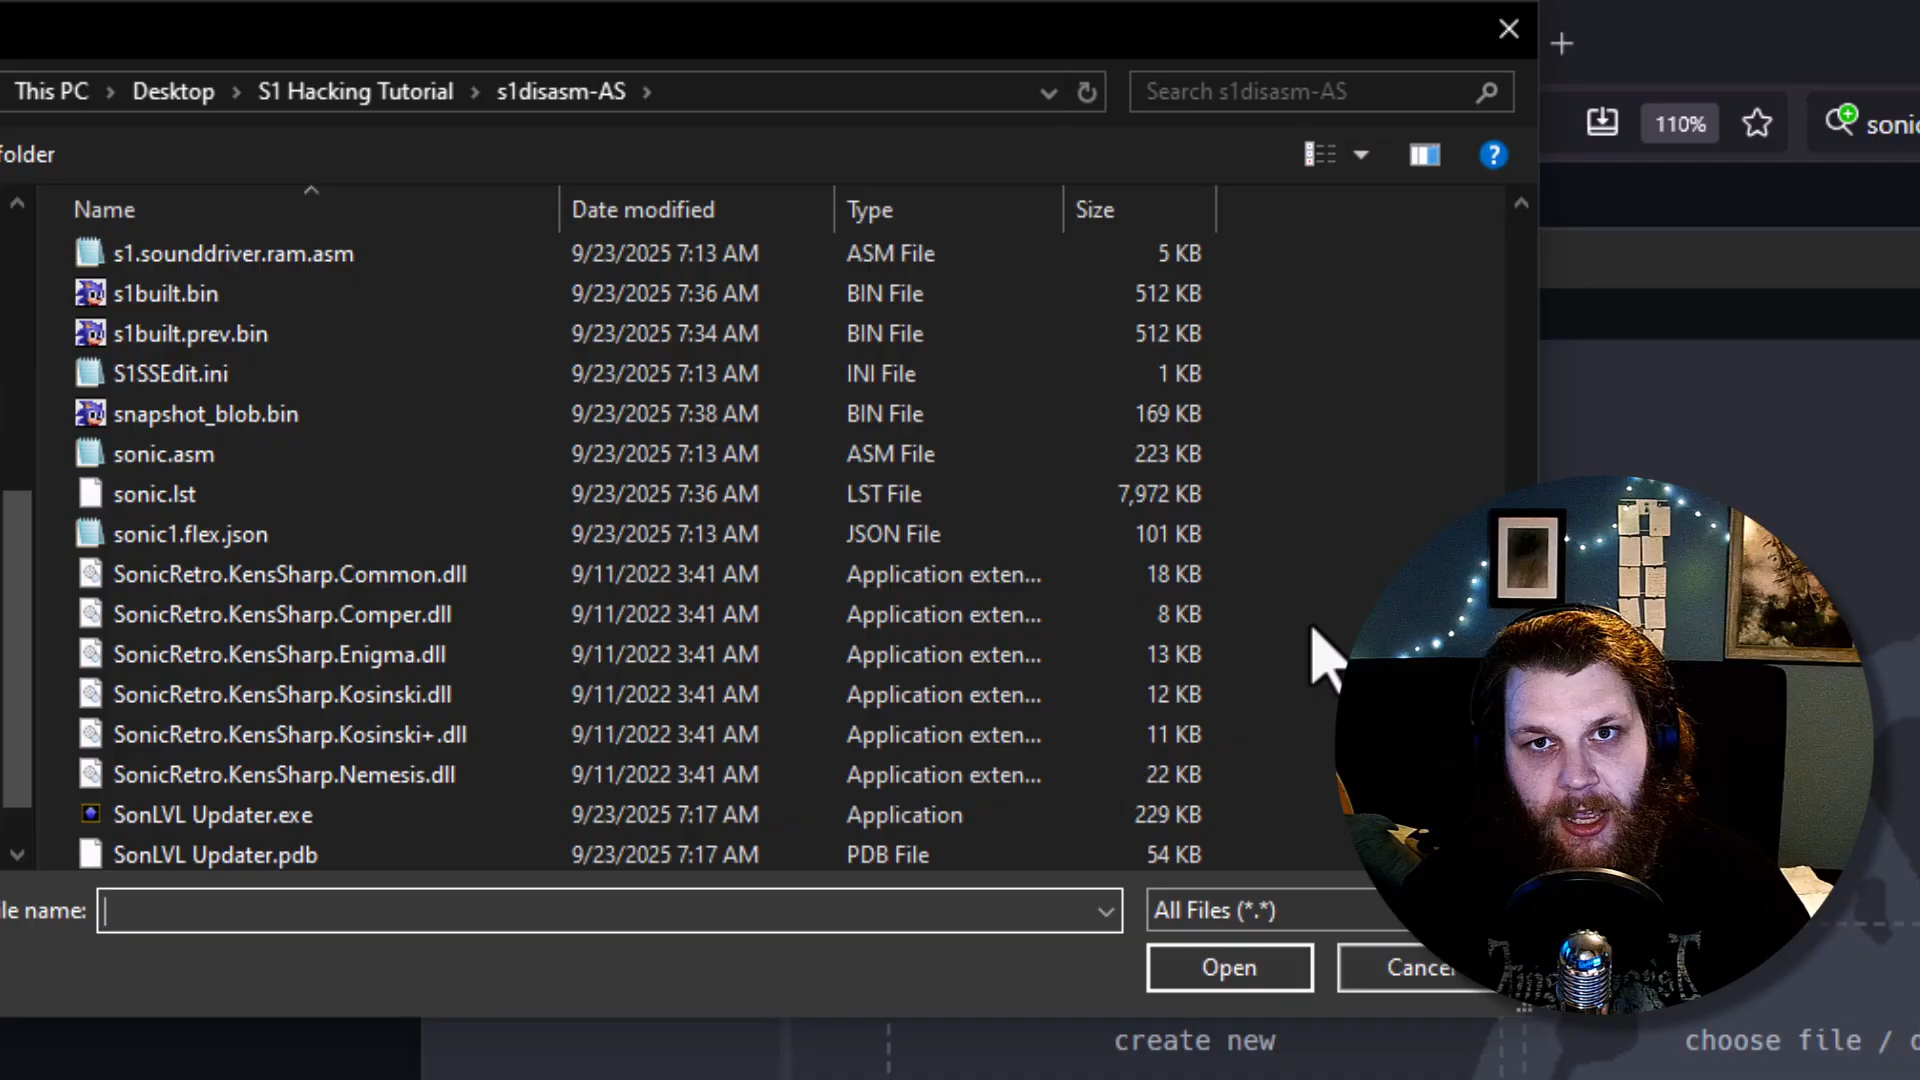 This PC > Desktop > S1 Hacking Tutorial > s1disasm-AS >
Search s1disasm-AS
110%
folder
Name Date modified Type Size
s1.sounddriver.ram.asm 9/23/2025 7:13 AM ASM File 5 KB
s1built.bin 9/23/2025 7:36 AM BIN File 512 KB
s1built.prev.bin 9/23/2025 7:34 AM BIN File 512 KB
S1SSEdit.ini 9/23/2025 7:13 AM INI File 1 KB
snapshot_blob.bin 9/23/2025 7:38 AM BIN File 169 KB
sonic.asm 9/23/2025 7:13 AM ASM File 223 KB
sonic.lst 9/23/2025 7:36 AM LST File 7,972 KB
sonic1.flex.json 9/23/2025 7:13 AM JSON File 101 KB
SonicRetro.KensSharp.Common.dll 9/11/2022 3:41 AM Application exten... 18 KB
SonicRetro.KensSharp.Comper.dll 9/11/2022 3:41 AM Application exten... 8 KB
SonicRetro.KensSharp.Enigma.dll 9/11/2022 3:41 AM Application exten... 13 KB
SonicRetro.KensSharp.Kosinski.dll 9/11/2022 3:41 AM Application exten... 12 KB
SonicRetro.KensSharp.Kosinski+.dll 9/11/2022 3:41 AM Application exten... 11 KB
SonicRetro.KensSharp.Nemesis.dll 9/11/2022 3:41 AM Application exten... 22 KB
SonLVL Updater.exe 9/23/2025 7:17 AM Application 229 KB
SonLVL Updater.pdb 9/23/2025 7:17 AM PDB File 54 KB
ile name:
All Files (*.*)
Open Cancel
create new
choose file /